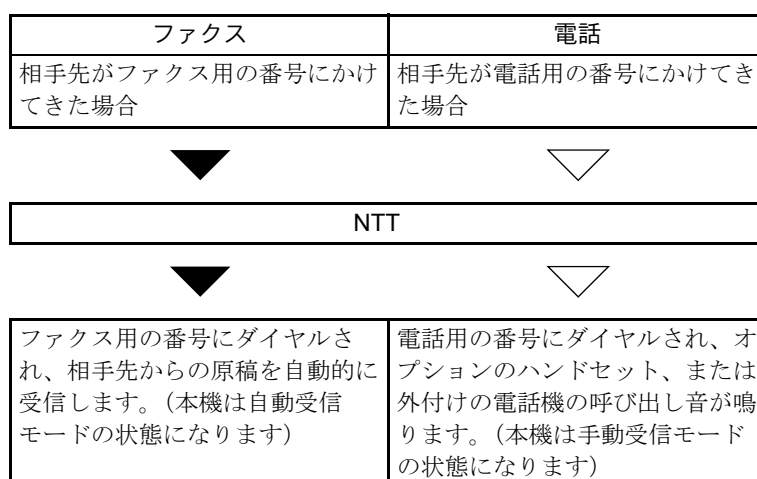 ファクス
電話
相手先がファクス用の番号にかけ
てきた場合
相手先が電話用の番号にかけてき
た場合
NTT
ファクス用の番号にダイヤルさ
れ、相手先からの原稿を自動的に
受信します。（本機は自動受信
モードの状態になります）
電話用の番号にダイヤルされ、オ
プションのハンドセット、または
外付けの電話機の呼び出し音が鳴
ります。（本機は手動受信モード
の状態になります）